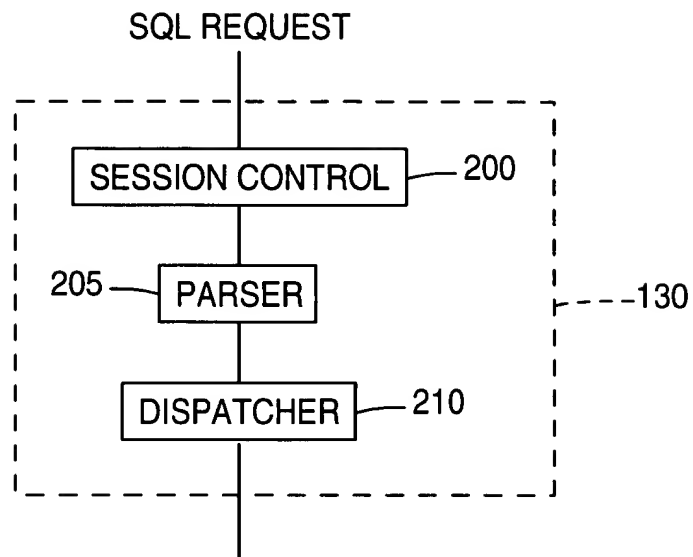 SQL REQUEST
SESSION CONTROL
200
205
PARSER
130
DISPATCHER
210